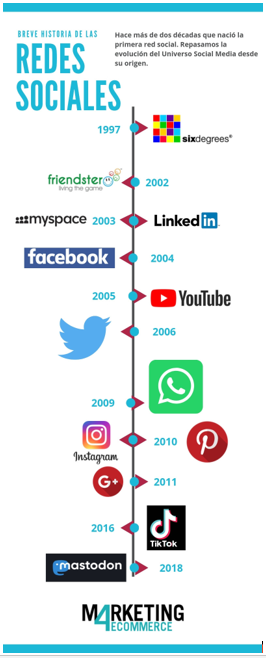 BREVE HISTORIA DE LAS
REDES
SOCIALES
Hace más de dos décadas que nació la
primera red social. Repasamos la
evolución del Universo Social Media desde
su origen.
1997
sixdegrees®
friendster
living the game
2002
myspace
2003
Linked in
facebook
2004
2005
YouTube
2006
2009
Instagram
2010
G+
2011
2016
TikTok
mastodon
2018
M4RKETING
ECOMMERCE